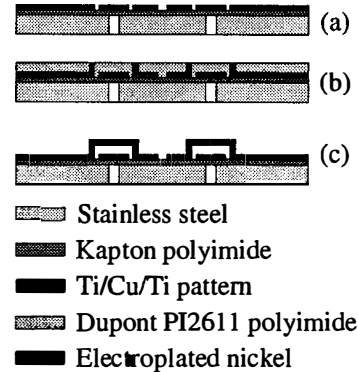 (a)
(b)
(c)
Stainless steel
Kapton polyimide
Ti/Cu/Ti pattern
Dupont PI2611 polyimide
Electroplated nickel